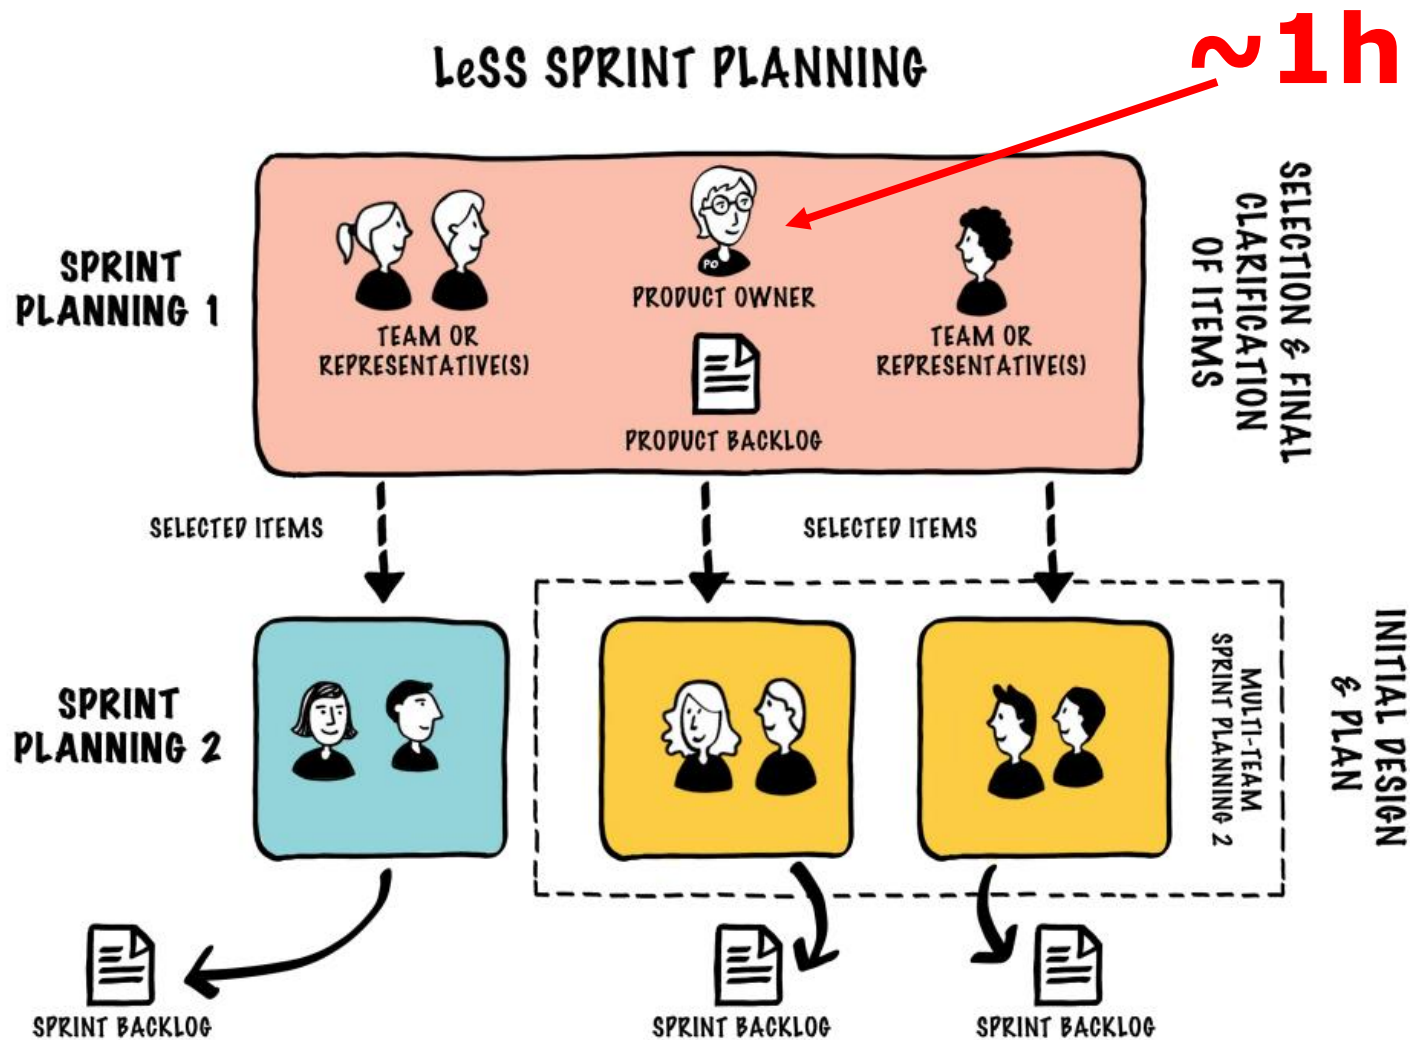 ~1h
LeSS SPRINT PLANNING
SPRINT
PLANNING 1
PO
PRODUCT OWNER
TEAM OR
REPRESENTATIVE(S)
TEAM OR
REPRESENTATIVE(S)
PRODUCT BACKLOG
SELECTION & FINAL
CLARIFICATION
OF ITEMS
SELECTED ITEMS
SELECTED ITEMS
SPRINT
PLANNING 2
MULTI-TEAM
SPRINT PLANNING 2
INITIAL DESIGN
& PLAN
SPRINT BACKLOG
SPRINT BACKLOG
SPRINT BACKLOG